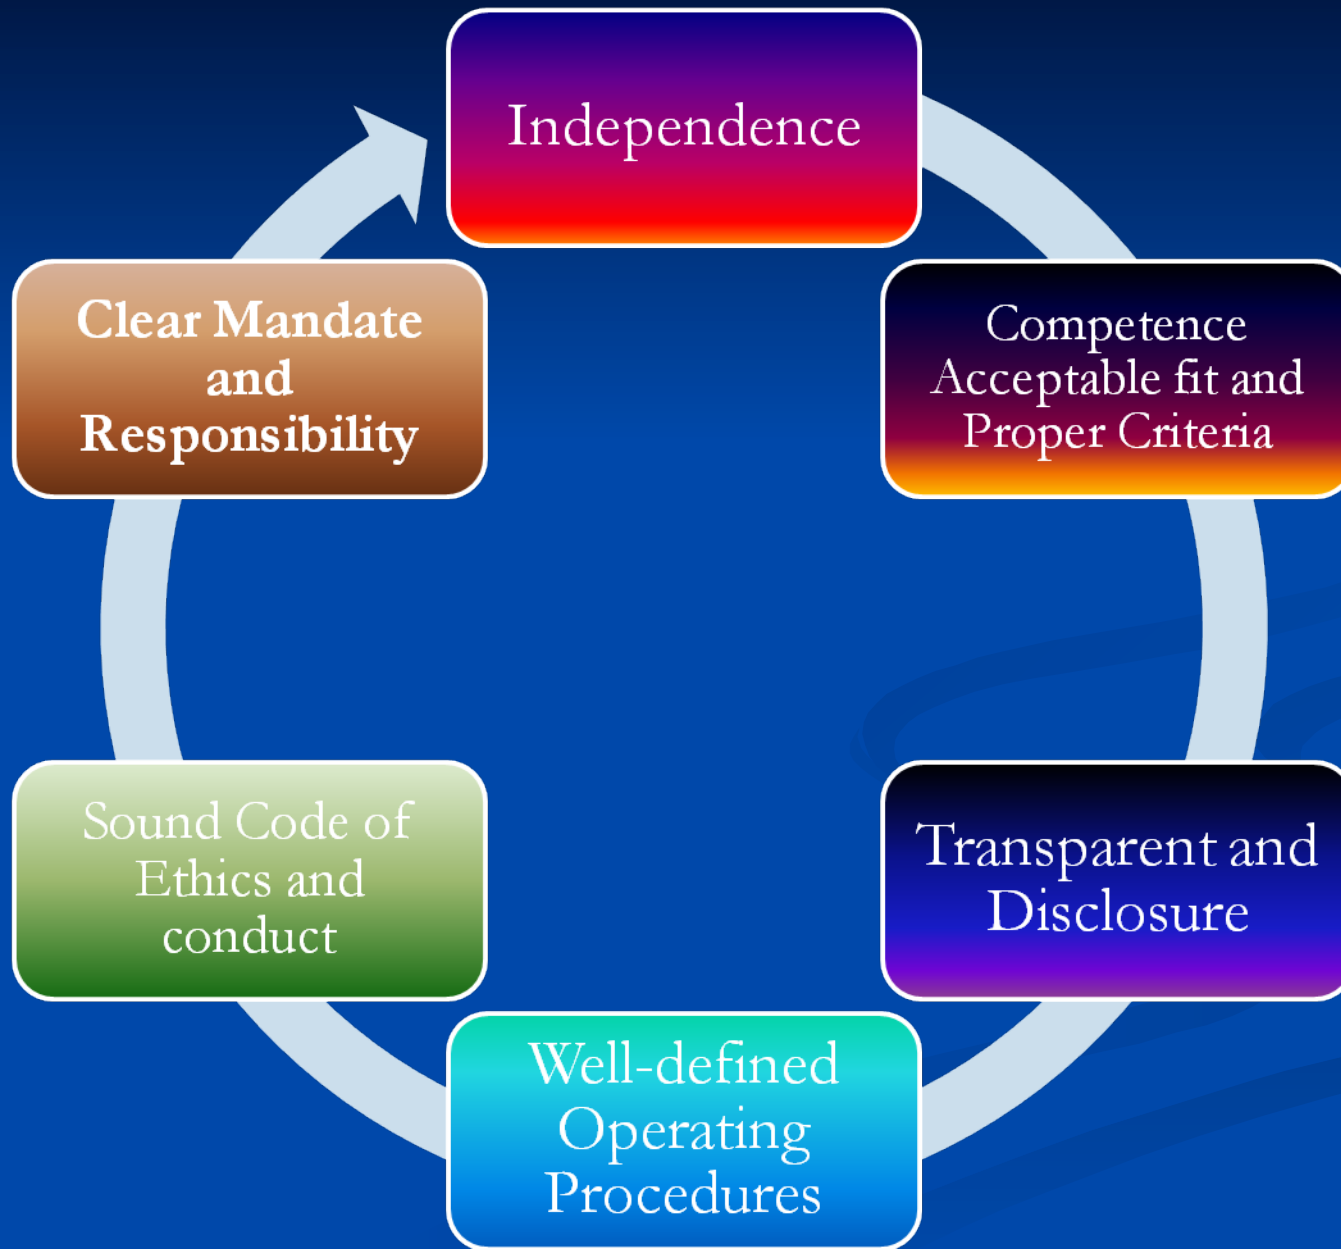 Independence
Competence
Acceptable fit and
Proper Criteria
Transparent and
Disclosure
Well-defined
Operating
Procedures
Sound Code of
Ethics and
conduct
Clear Mandate
and
Responsibility